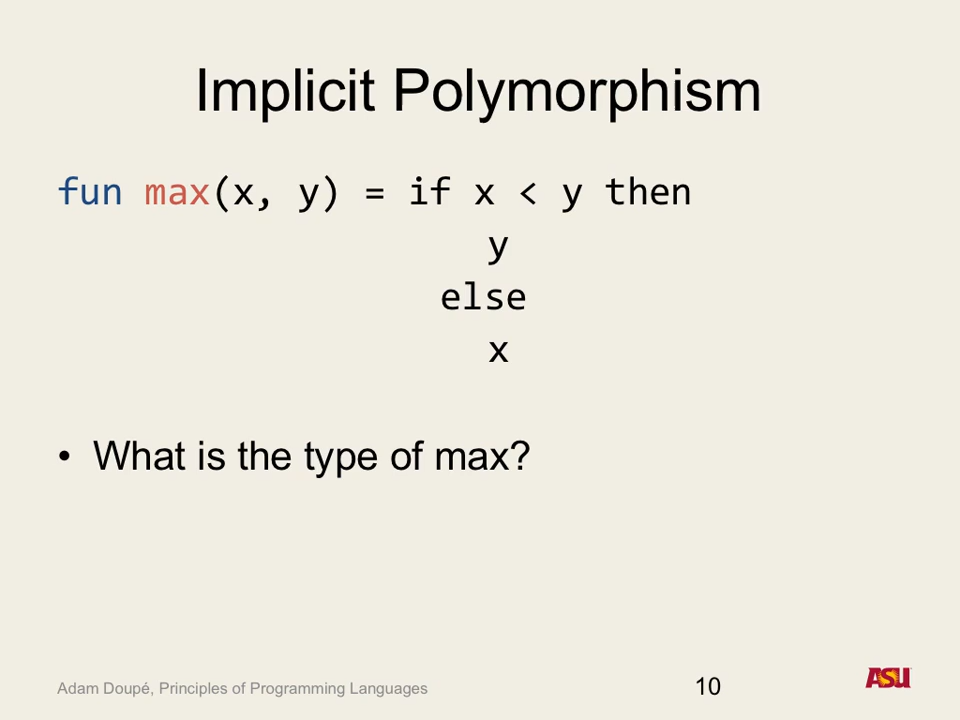 Implicit Polymorphism
fun max(x, y) = if x < y then
y
else
x
• What is the type of max?
Adam Doupé, Principles of Programming Languages
10
ASU